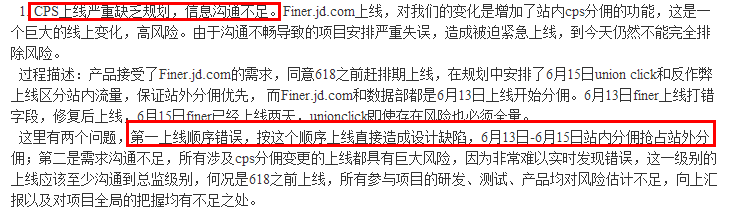 1. CPS上线严重缺乏规划，信息沟通不足。Finer.jd.com上线，对我们的变化是增加了站内cps分佣的功能，这是一
个巨大的线上变化，高风险。由于沟通不畅导致的项目安排严重失误，造成被迫紧急上线，到今天仍然不能完全排
除风险。
过程描述：产品接受了Finer.jd.com的需求，同意618之前赶排期上线，在规划中安排了6月15日union click和反作弊
上线区分站内流量，保证站外分佣优先， 而Finer.jd.com和数据部都是6月13日上线开始分佣。6月13日finer上线打错
字段，修复后上线，6月15日finer已经上线两天，unionclick即使存在风险也必须全量。
这里有两个问题，第一上线顺序错误，按这个顺序上线直接造成设计缺陷，6月13日-6月15日站内分佣抢占站外分
佣；第二是需求沟通不足，所有涉及cps分佣变更的上线都具有巨大风险，因为非常难以实时发现错误，这一级别的
上线应该至少沟通到总监级别，何况是618之前上线，所有参与项目的研发、测试、产品均对风险估计不足，向上汇
报以及对项目全局的把握均有不足之处。